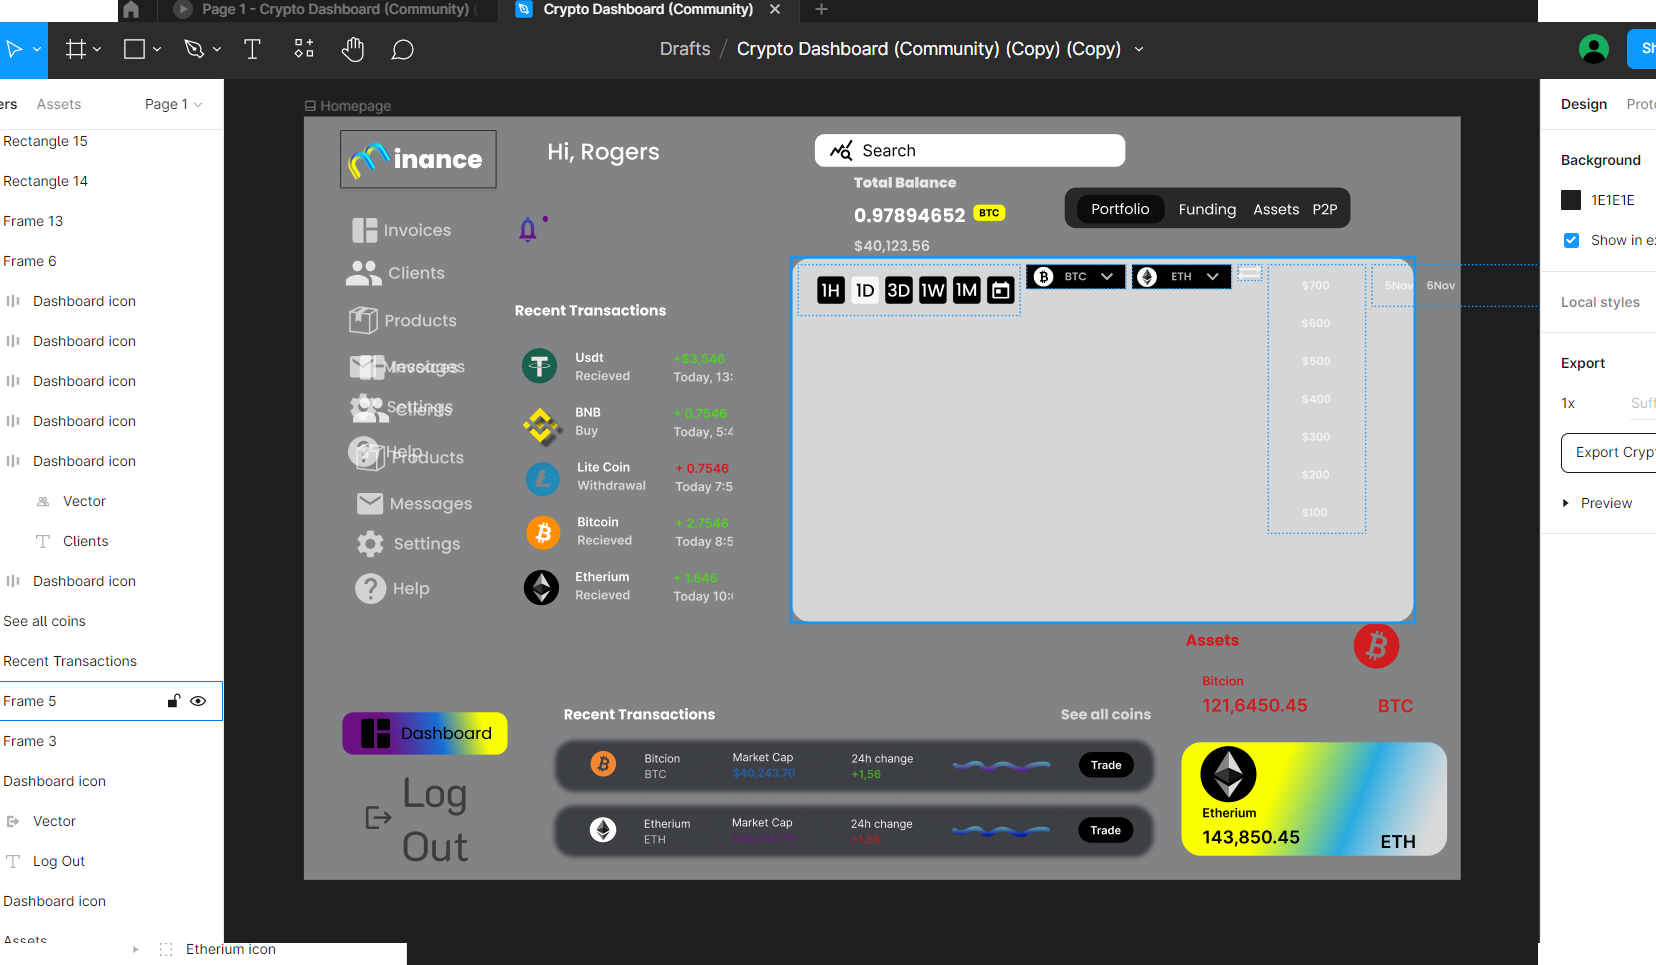 Page 1 - Crypto Dashboard (Community)
Crypto Dashboard (Community)
Drafts / Crypto Dashboard (Community) (Copy) (Copy)
Sh
ers
Assets
Page 1
Rectangle 15
Rectangle 14
Frame 13
Frame 6
Dashboard icon
Dashboard icon
Dashboard icon
Dashboard icon
Dashboard icon
Vector
Clients
Dashboard icon
See all coins
Recent Transactions
Frame 5
Frame 3
Dashboard icon
Vector
Log Out
Dashboard icon
Assets
Etherium icon
Homepage
inance
Hi, Rogers
Search
Total Balance
0.97894652 BTC
$40,123.56
Portfolio Funding Assets P2P
Invoices
Clients
Products
Messages
Invoices
Settings
Clients
Help
Products
Messages
Settings
Help
Recent Transactions
Usdt +$3,546
Recieved Today, 13:
BNB + 0.7546
Buy Today, 5:4
Lite Coin + 0.7546
Withdrawal Today 7:5
Bitcoin + 2.7546
Recieved Today 8:5
Etherium + 1.646
Recieved Today 10:
1H 1D 3D 1W 1M
BTC
ETH
$700
$600
$500
$400
$300
$200
$100
5Nov 6Nov
Assets
Bitcion
121,6450.45 BTC
Dashboard
Log
Out
Recent Transactions See all coins
Bitcion Market Cap 24h change
BTC $40,243.70 +1,56
Trade
Etherium Market Cap 24h change
ETH +1,56
Trade
Etherium
143,850.45 ETH
Design Proto
Background
1E1E1E
Show in ex
Local styles
Export
1x Suff
Export Cryp
Preview